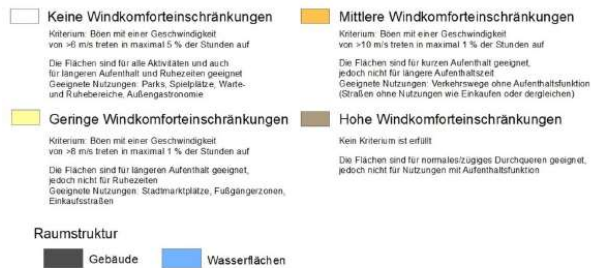 Keine Windkomforteinschränkungen
Kriterium: Böen mit einer Geschwindigkeit
von >6 m/s treten in maximal 5 % der Stunden auf
Die Flächen sind für alle Aktivitäten und auch
für längeren Aufenthalt und Ruhezeiten geeignet
Geeignete Nutzungen: Parks, Spielplätze, Warte-
und Ruhebereiche, Außengastronomie
Geringe Windkomforteinschränkungen
Kriterium: Böen mit einer Geschwindigkeit
von >8 m/s treten in maximal 1 % der Stunden auf
Die Flächen sind für längeren Aufenthalt geeignet,
jedoch nicht für Ruhezeiten
Geeignete Nutzungen: Stadtmarktplätze, Fußgängerzonen,
Einkaufsstraßen
Mittlere Windkomforteinschränkungen
Kriterium: Böen mit einer Geschwindigkeit
von >10 m/s treten in maximal 1 % der Stunden auf
Die Flächen sind für kurzen Aufenthalt geeignet,
jedoch nicht für längere Aufenthaltszeit
Geeignete Nutzungen: Verkehrswege ohne Aufenthaltsfunktion
(Straßen ohne Nutzungen wie Einkaufen oder dergleichen)
Hohe Windkomforteinschränkungen
Kein Kriterium ist erfüllt
Die Flächen sind für normales/zügiges Durchqueren geeignet,
jedoch nicht für Nutzungen mit Aufenthaltsfunktion
Raumstruktur
Gebäude
Wasserflächen